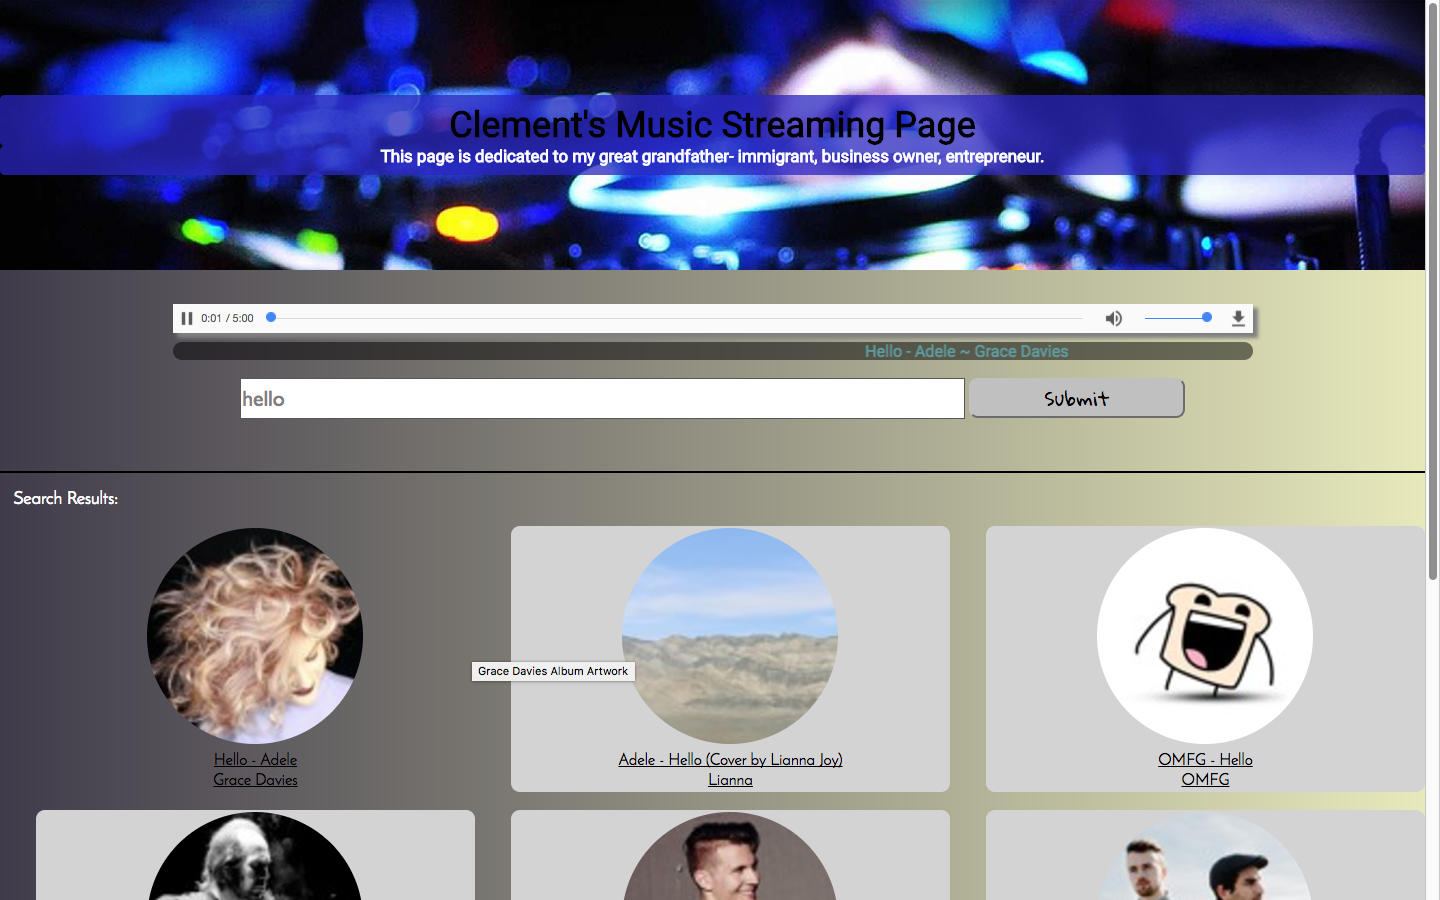 Clement's Music Streaming Page
This page is dedicated to my great grandfather- immigrant, business owner, entrepreneur.
0:01 / 5:00
Hello - Adele ~ Grace Davies
hello
Submit
Search Results:
Grace Davies Album Artwork
Hello - Adele
Grace Davies
Adele - Hello (Cover by Lianna Joy)
Lianna
OMFG - Hello
OMFG